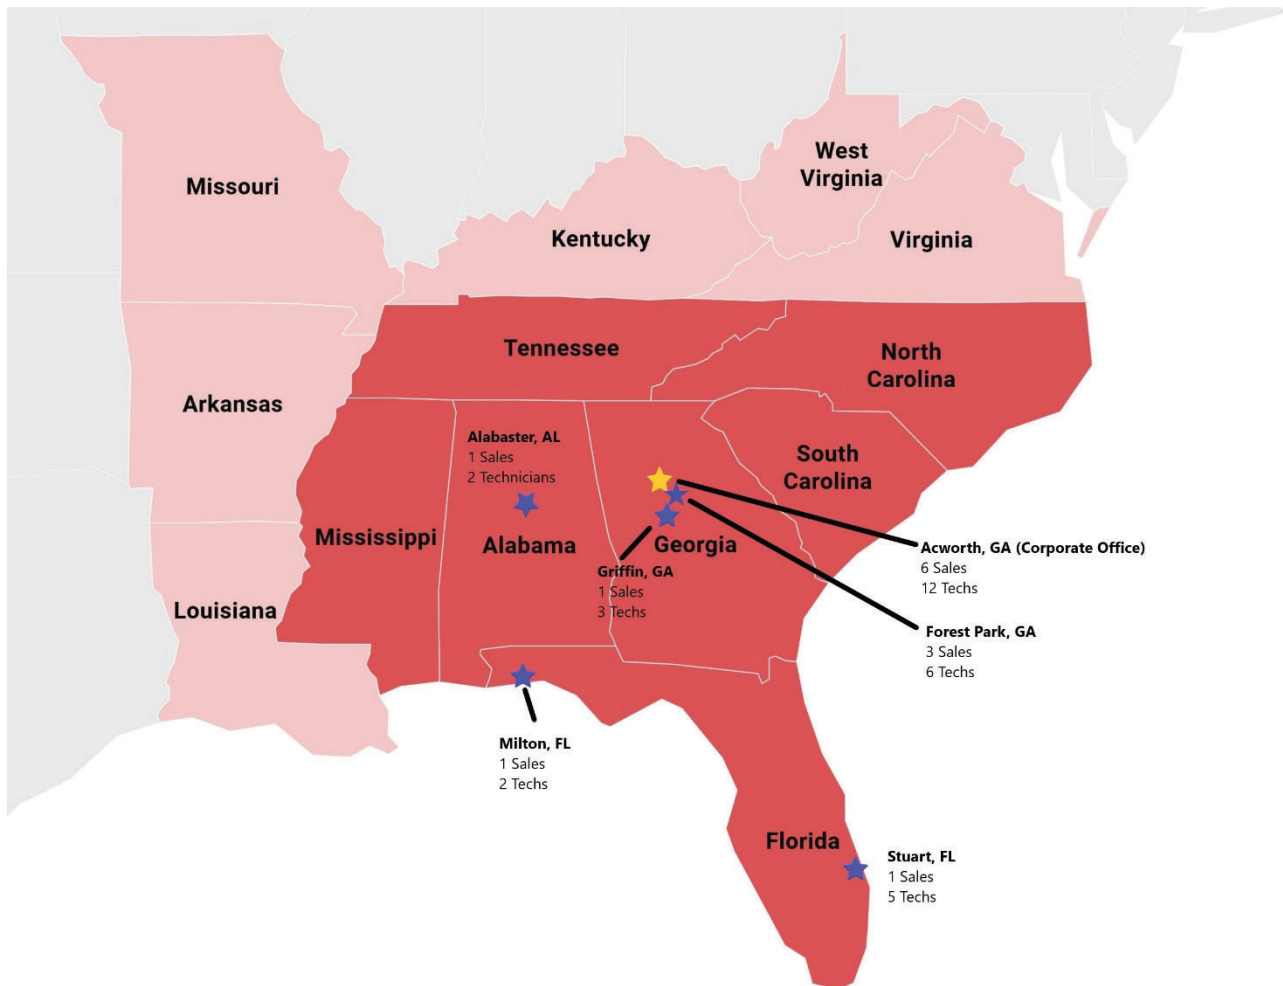 West
Virginia
Missouri
Kentucky
Virginia
Tennessee
North
Carolina
Arkansas
Alabaster, AL
1 Sales
2 Technicians
South
Carolina
Mississippi
Alabama
Georgia
Acworth, GA (Corporate Office)
6 Sales
12 Techs
Griffin, GA
1 Sales
3 Techs
Louisiana
Forest Park, GA
3 Sales
6 Techs
Milton, FL
1 Sales
2 Techs
Florida
Stuart, FL
1 Sales
5 Techs